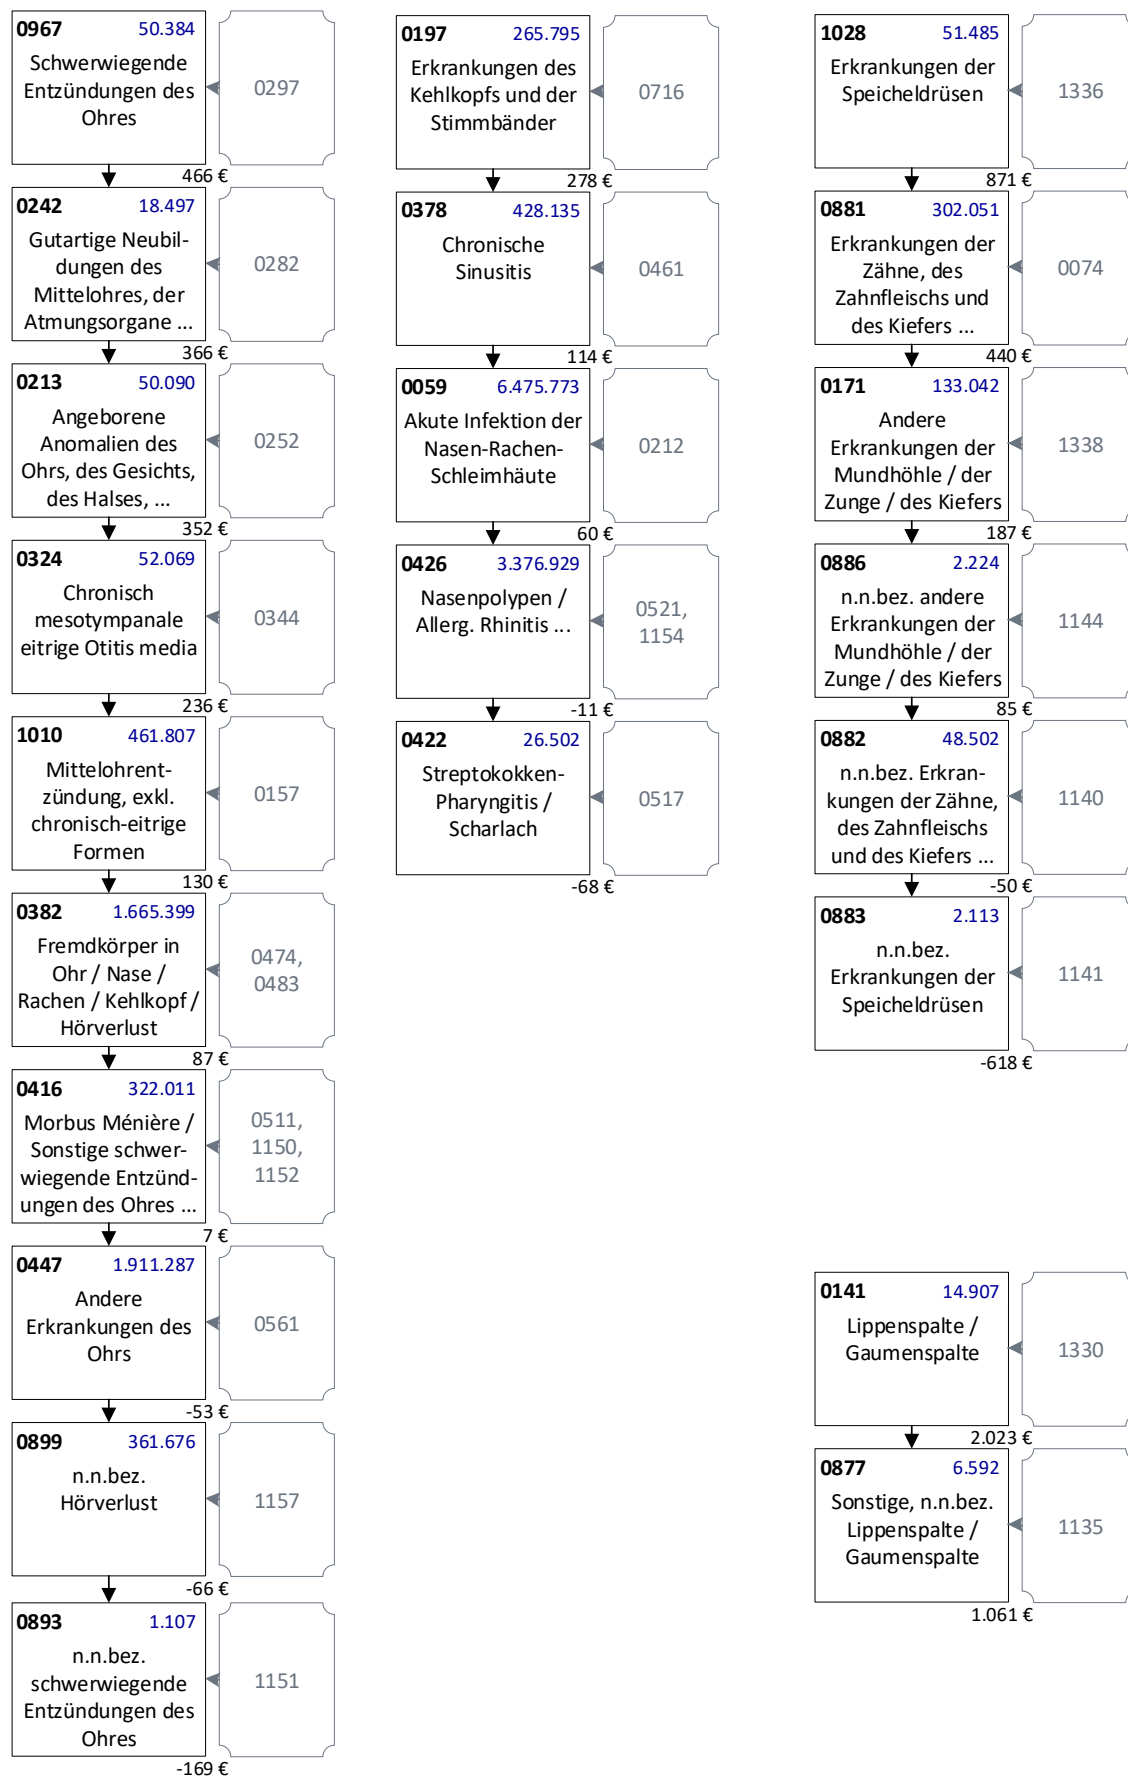 0967 50.384
Schwerwiegende
Entzündungen des
Ohres
0297
466 €
0242 18.497
Gutartige Neubil-
dungen des
Mittelohres, der
Atmungsorgane ...
0282
366 €
0213 50.090
Angeborene
Anomalien des
Ohrs, des Gesichts,
des Halses, ...
0252
352 €
0324 52.069
Chronisch
mesotympanale
eitrige Otitis media
0344
236 €
1010 461.807
Mittelohrent-
zündung, exkl.
chronisch-eitrige
Formen
0157
130 €
0382 1.665.399
Fremdkörper in
Ohr / Nase /
Rachen / Kehlkopf /
Hörverlust
0474,
0483
87 €
0416 322.011
Morbus Ménière /
Sonstige schwer-
wiegende Entzünd-
ungen des Ohres ...
0511,
1150,
1152
7 €
0447 1.911.287
Andere
Erkrankungen des
Ohrs
0561
-53 €
0899 361.676
n.n.bez.
Hörverlust
1157
-66 €
0893 1.107
n.n.bez.
schwerwiegende
Entzündungen des
Ohres
1151
-169 €
0197 265.795
Erkrankungen des
Kehlkopfs und der
Stimmbänder
0716
278 €
0378 428.135
Chronische
Sinusitis
0461
114 €
0059 6.475.773
Akute Infektion der
Nasen-Rachen-
Schleimhäute
0212
60 €
0426 3.376.929
Nasenpolypen /
Allerg. Rhinitis ...
0521,
1154
-11 €
0422 26.502
Streptokokken-
Pharyngitis /
Scharlach
0517
-68 €
1028 51.485
Erkrankungen der
Speicheldrüsen
1336
871 €
0881 302.051
Erkrankungen der
Zähne, des
Zahnfleischs und
des Kiefers ...
0074
440 €
0171 133.042
Andere
Erkrankungen der
Mundhöhle / der
Zunge / des Kiefers
1338
187 €
0886 2.224
n.n.bez. andere
Erkrankungen der
Mundhöhle / der
Zunge / des Kiefers
1144
85 €
0882 48.502
n.n.bez. Erkran-
kungen der Zähne,
des Zahnfleischs
und des Kiefers ...
1140
-50 €
0883 2.113
n.n.bez.
Erkrankungen der
Speicheldrüsen
1141
-618 €
0141 14.907
Lippenspalte /
Gaumenspalte
1330
2.023 €
0877 6.592
Sonstige, n.n.bez.
Lippenspalte /
Gaumenspalte
1135
1.061 €